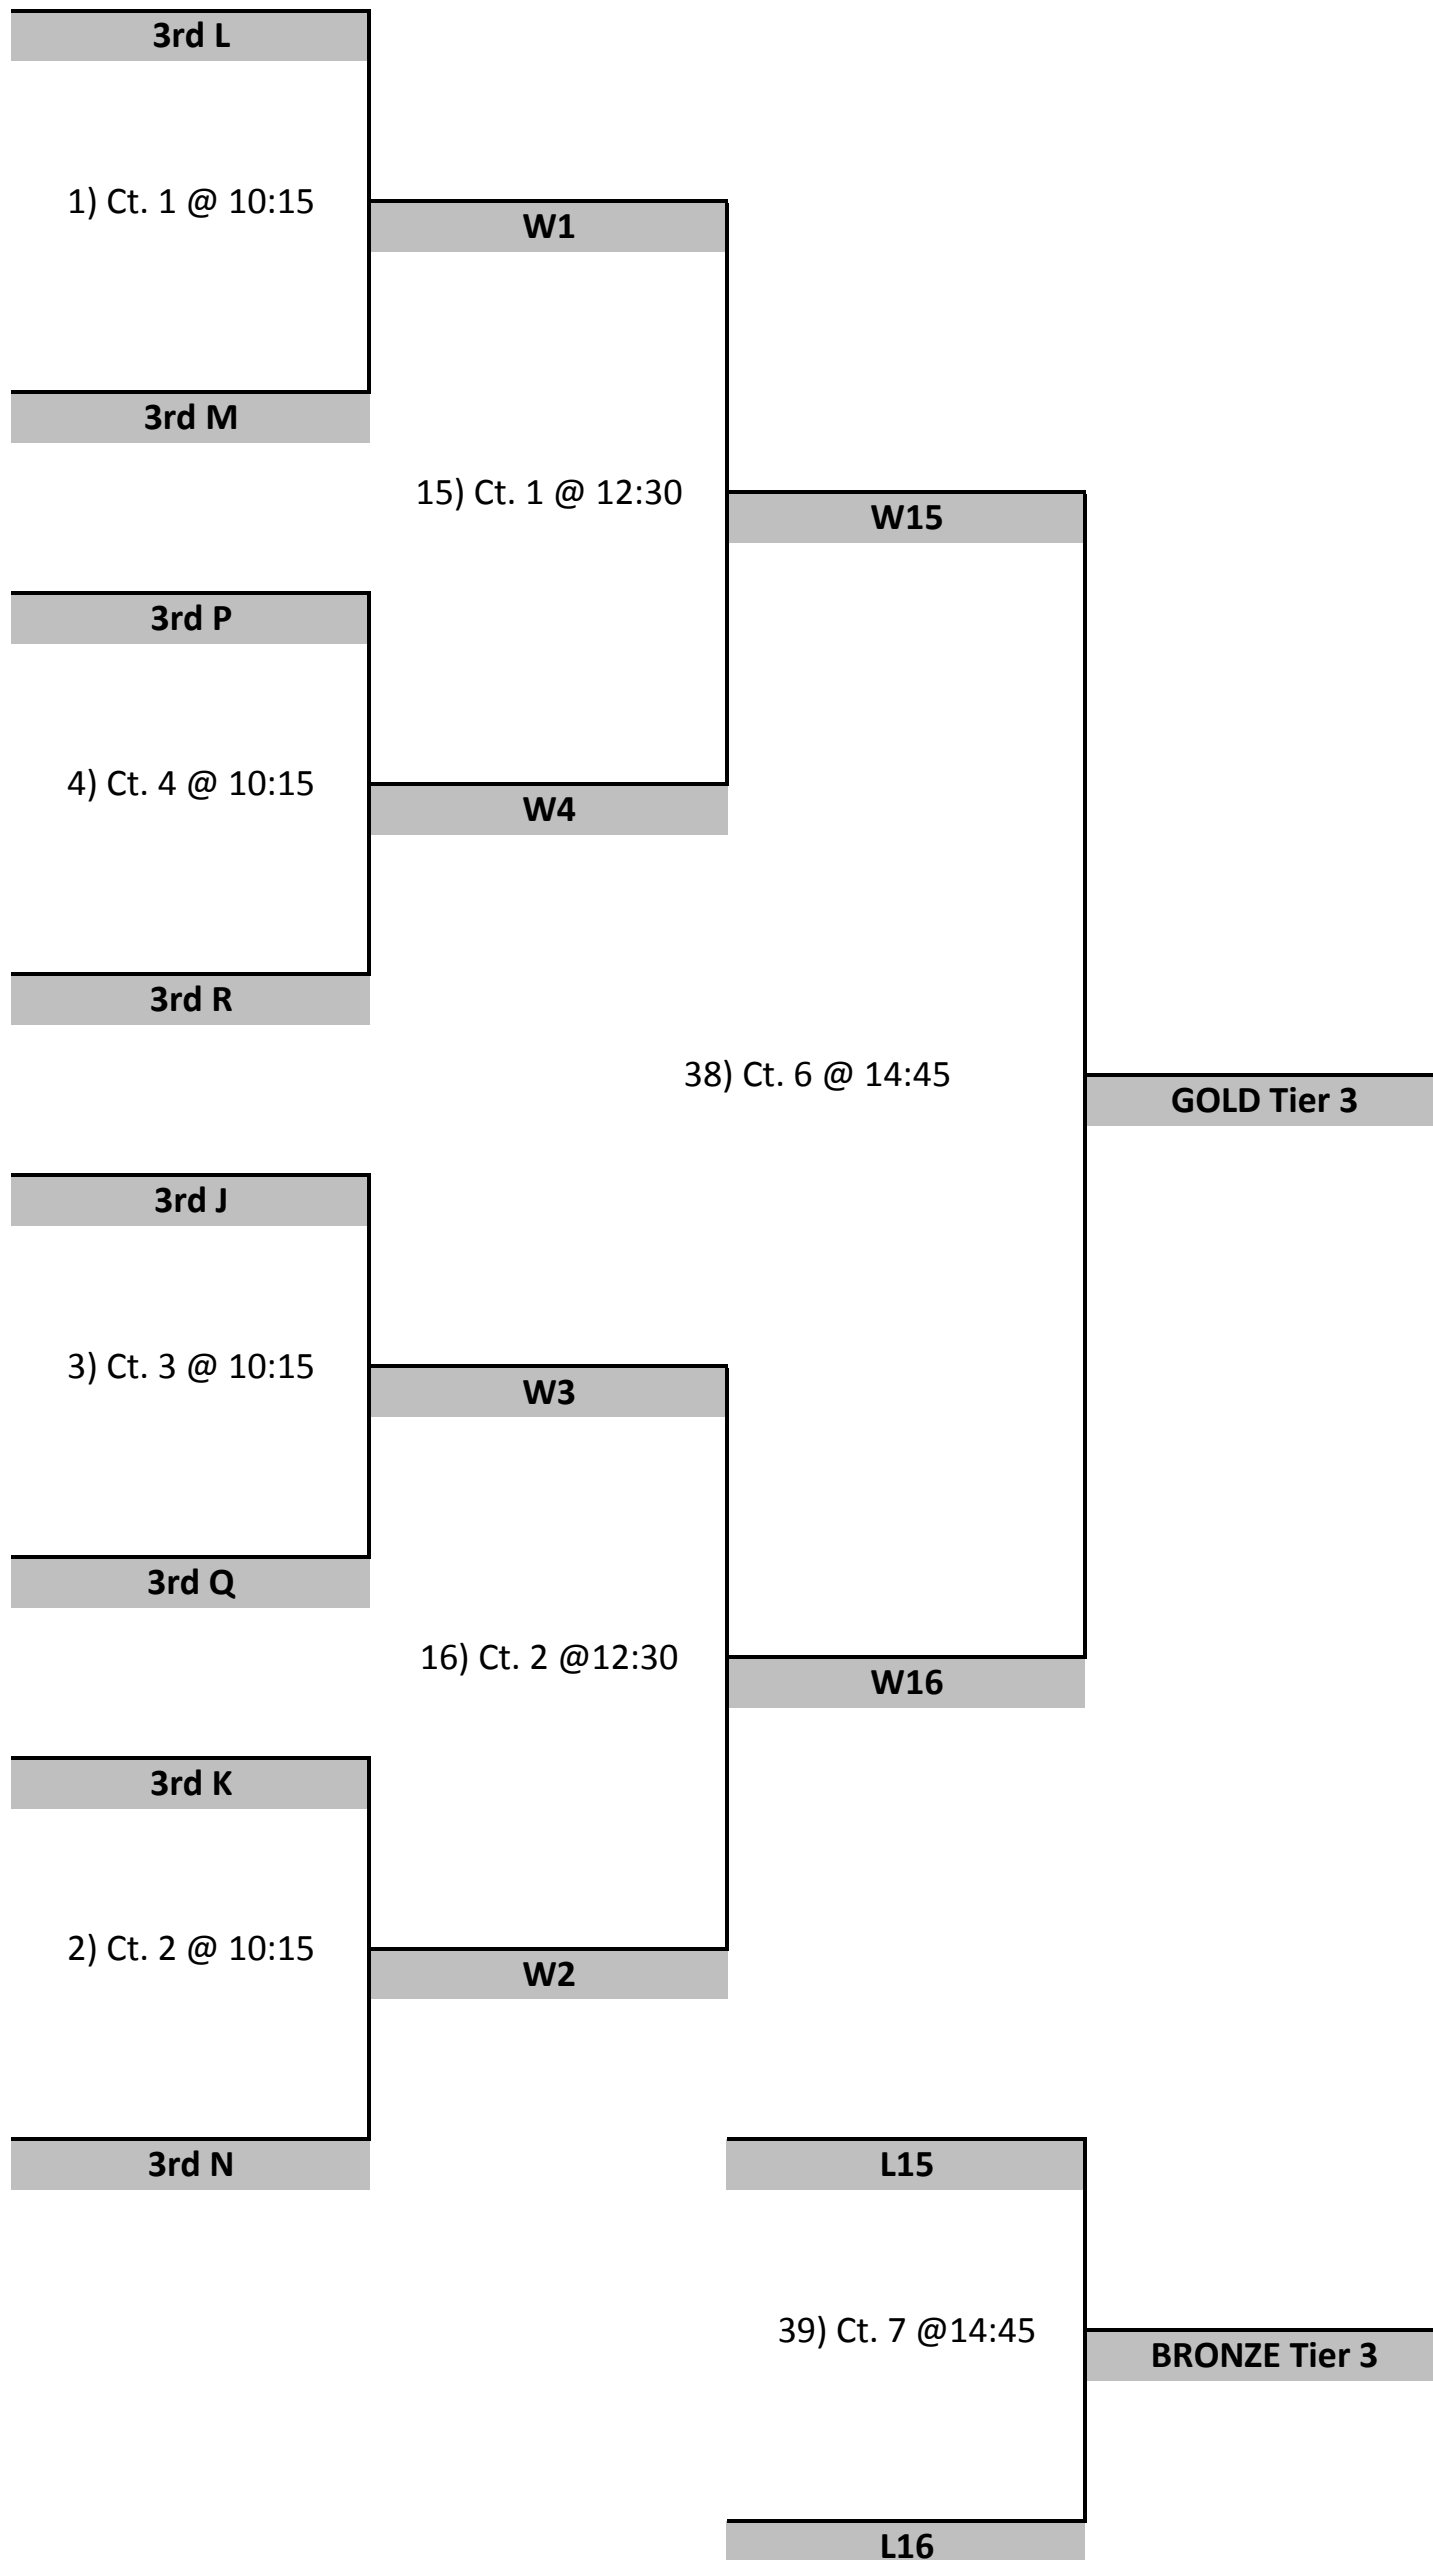 3rd L
1) Ct. 1 @ 10:15
W1
3rd M
15) Ct. 1 @ 12:30
W15
3rd P
4) Ct. 4 @ 10:15
W4
3rd R
38) Ct. 6 @ 14:45
GOLD Tier 3
3rd J
3) Ct. 3 @ 10:15
W3
3rd Q
16) Ct. 2 @12:30
W16
3rd K
2) Ct. 2 @ 10:15
W2
3rd N
L15
39) Ct. 7 @14:45
BRONZE Tier 3
L16